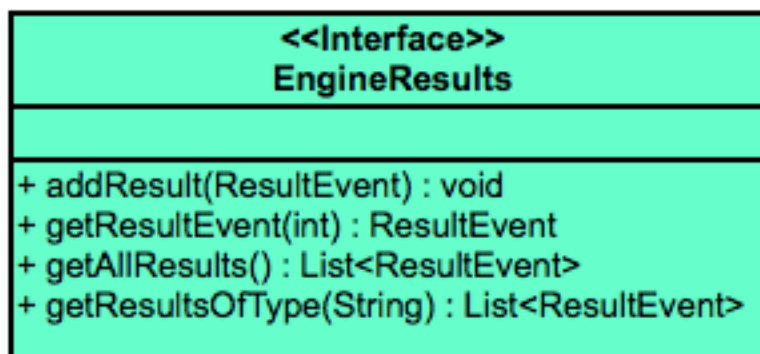 <<Interface>>
EngineResults
+ addResult(ResultEvent) : void
+ getResultEvent(int) : ResultEvent
+ getAllResults() : List<ResultEvent>
+ getResultsOfType(String) : List<ResultEvent>